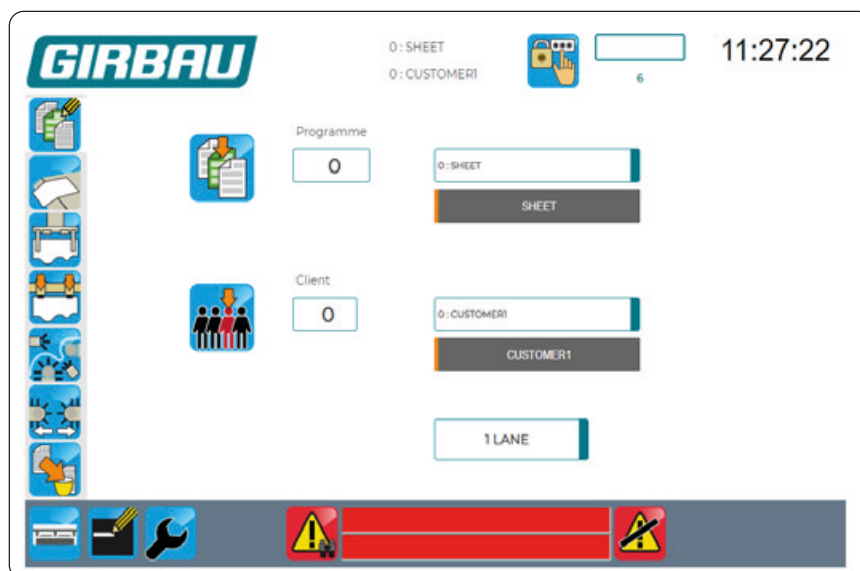 GIRBAU
0 : SHEET
0 : CUSTOMER1
6
11:27:22
Programme
0
0 : SHEET
SHEET
Client
0
0 : CUSTOMER1
CUSTOMER1
1 LANE